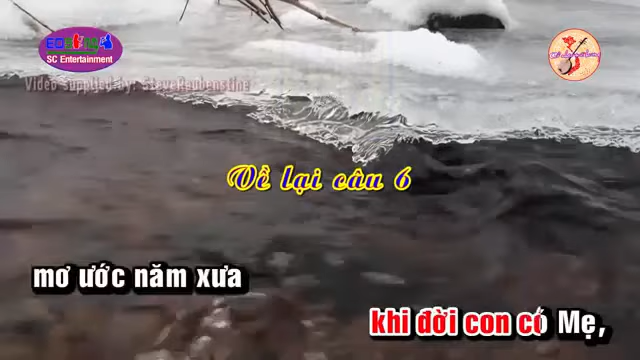 SC Entertainment
Video Supplied by: SteveRaubenstine
Về lại câu 6
mơ ước năm xưa
khi đời con có Mẹ,